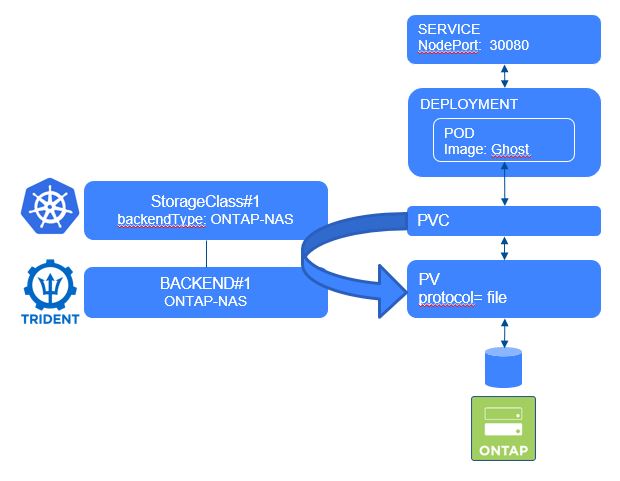 SERVICE
NodePort:  30080
DEPLOYMENT
POD
Image: Ghost
StorageClass#1
backendType: ONTAP-NAS
PVC
BACKEND#1
ONTAP-NAS
PV
protocol= file
TRIDENT
ONTAP